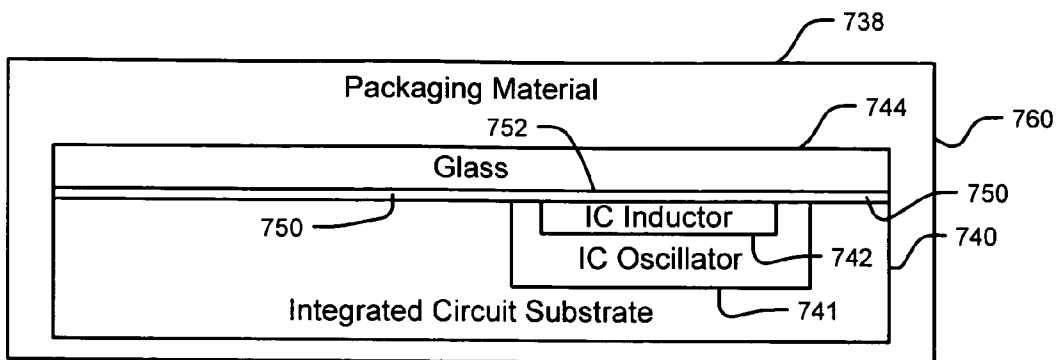 738
Packaging Material
752
744
760
Glass
750
750
IC Inductor
740
742
IC Oscillator
Integrated Circuit Substrate
741